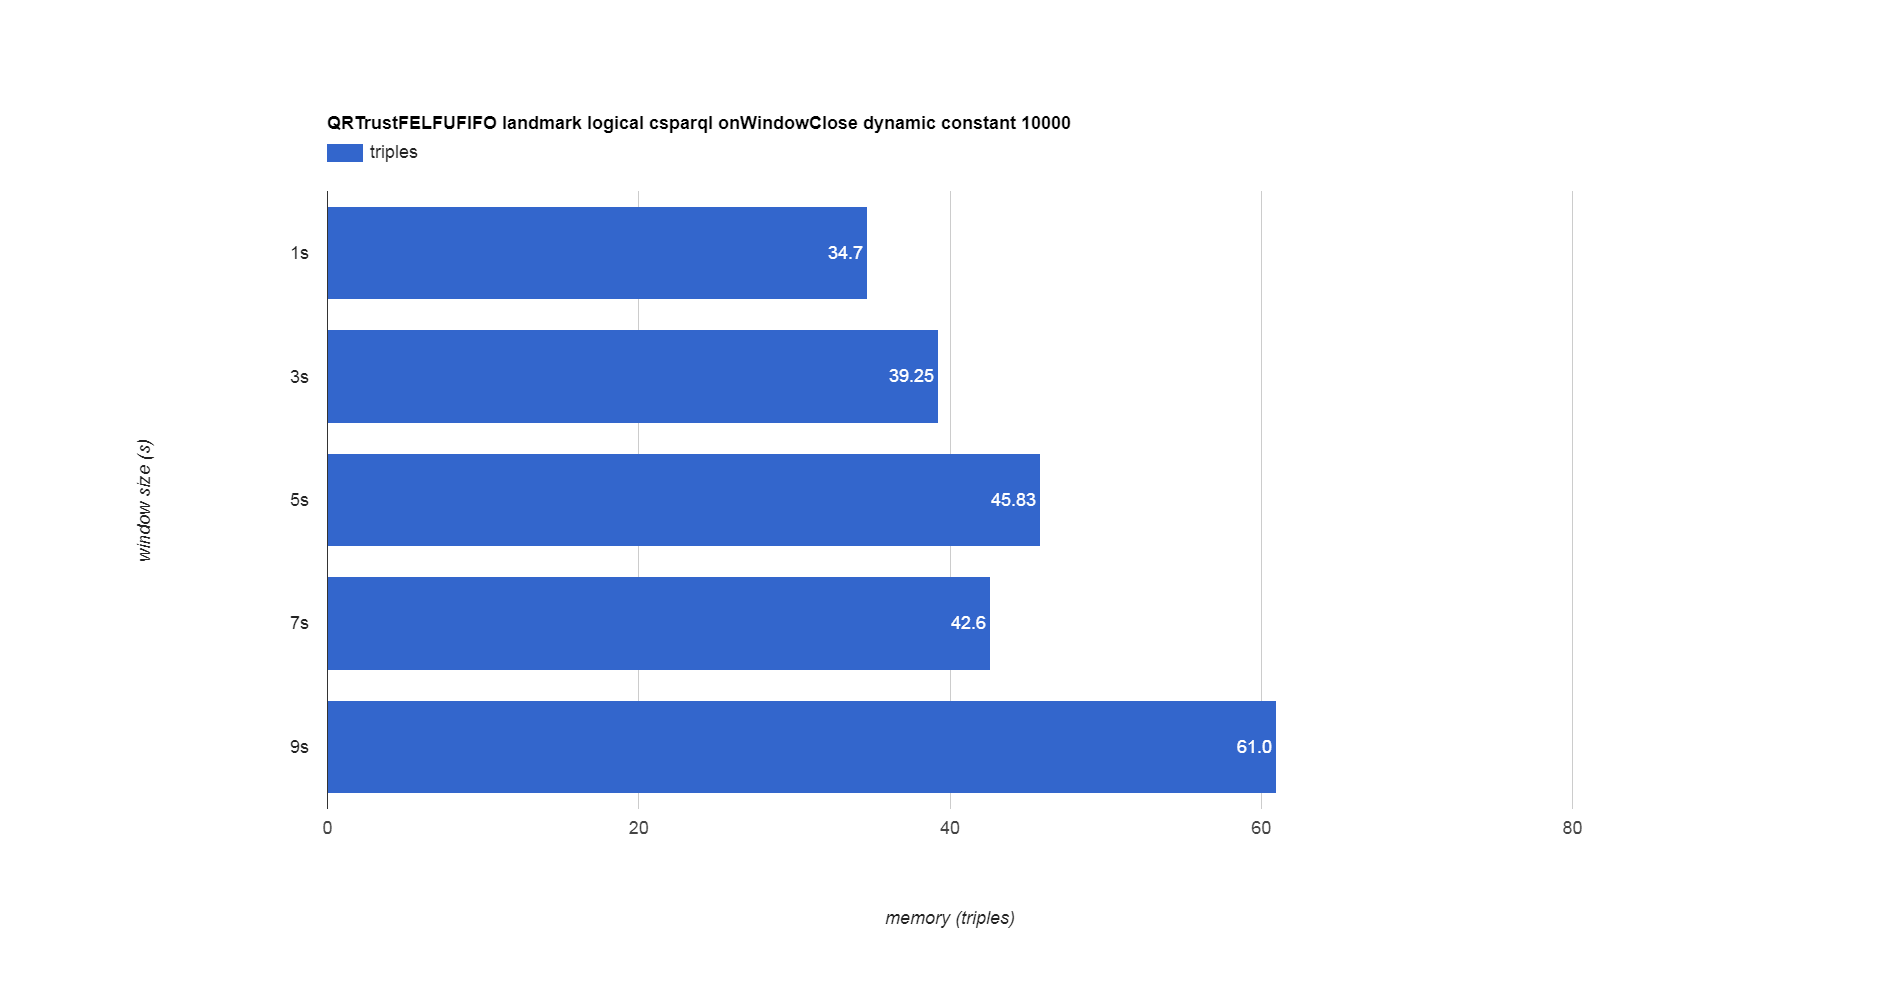 QRTrustFELFUFIFO landmark logical csparql onWindowClose dynamic constant 10000
triples
1s
34.7
3s
39.25
5s
45.83
7s
42.6
9s
61.0
window size (s)
0 20 40 60 80
memory (triples)